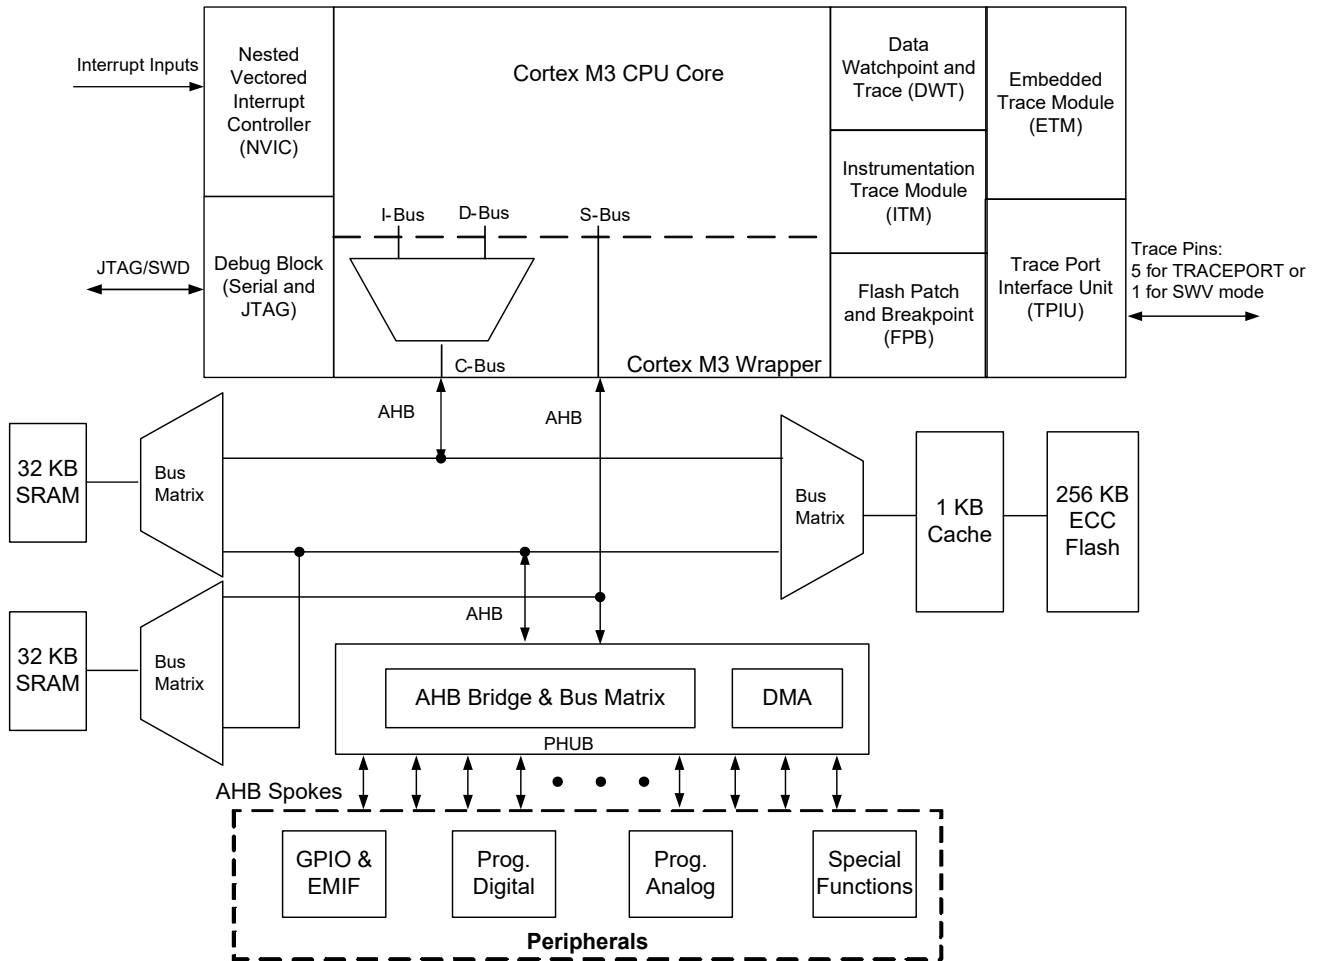 Interrupt Inputs
Nested
Vectored
Interrupt
Controller
(NVIC)
Cortex M3 CPU Core
Data
Watchpoint and
Trace (DWT)
Embedded
Trace Module
(ETM)
Instrumentation
Trace Module
(ITM)
I-Bus
D-Bus
S-Bus
JTAG/SWD
Debug Block
(Serial and
JTAG)
Flash Patch
and Breakpoint
(FPB)
Trace Port
Interface Unit
(TPIU)
Trace Pins:
5 for TRACEPORT or
1 for SWV mode
C-Bus
Cortex M3 Wrapper
AHB
AHB
32 KB
SRAM
Bus
Matrix
Bus
Matrix
1 KB
Cache
256 KB
ECC
Flash
AHB
32 KB
SRAM
Bus
Matrix
AHB Bridge & Bus Matrix
DMA
PHUB
AHB Spokes
GPIO &
EMIF
Prog.
Digital
Prog.
Analog
Special
Functions
Peripherals